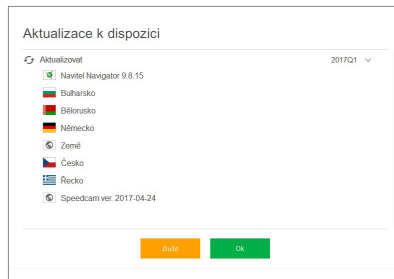 Aktualizace k dispozici
Aktualizovat 2017Q1
Navitel Navigator 9.8.15
Bulharsko
Bělorusko
Německo
Země
Česko
Řecko
Speedcam ver. 2017-04-24
Zrušit Ok